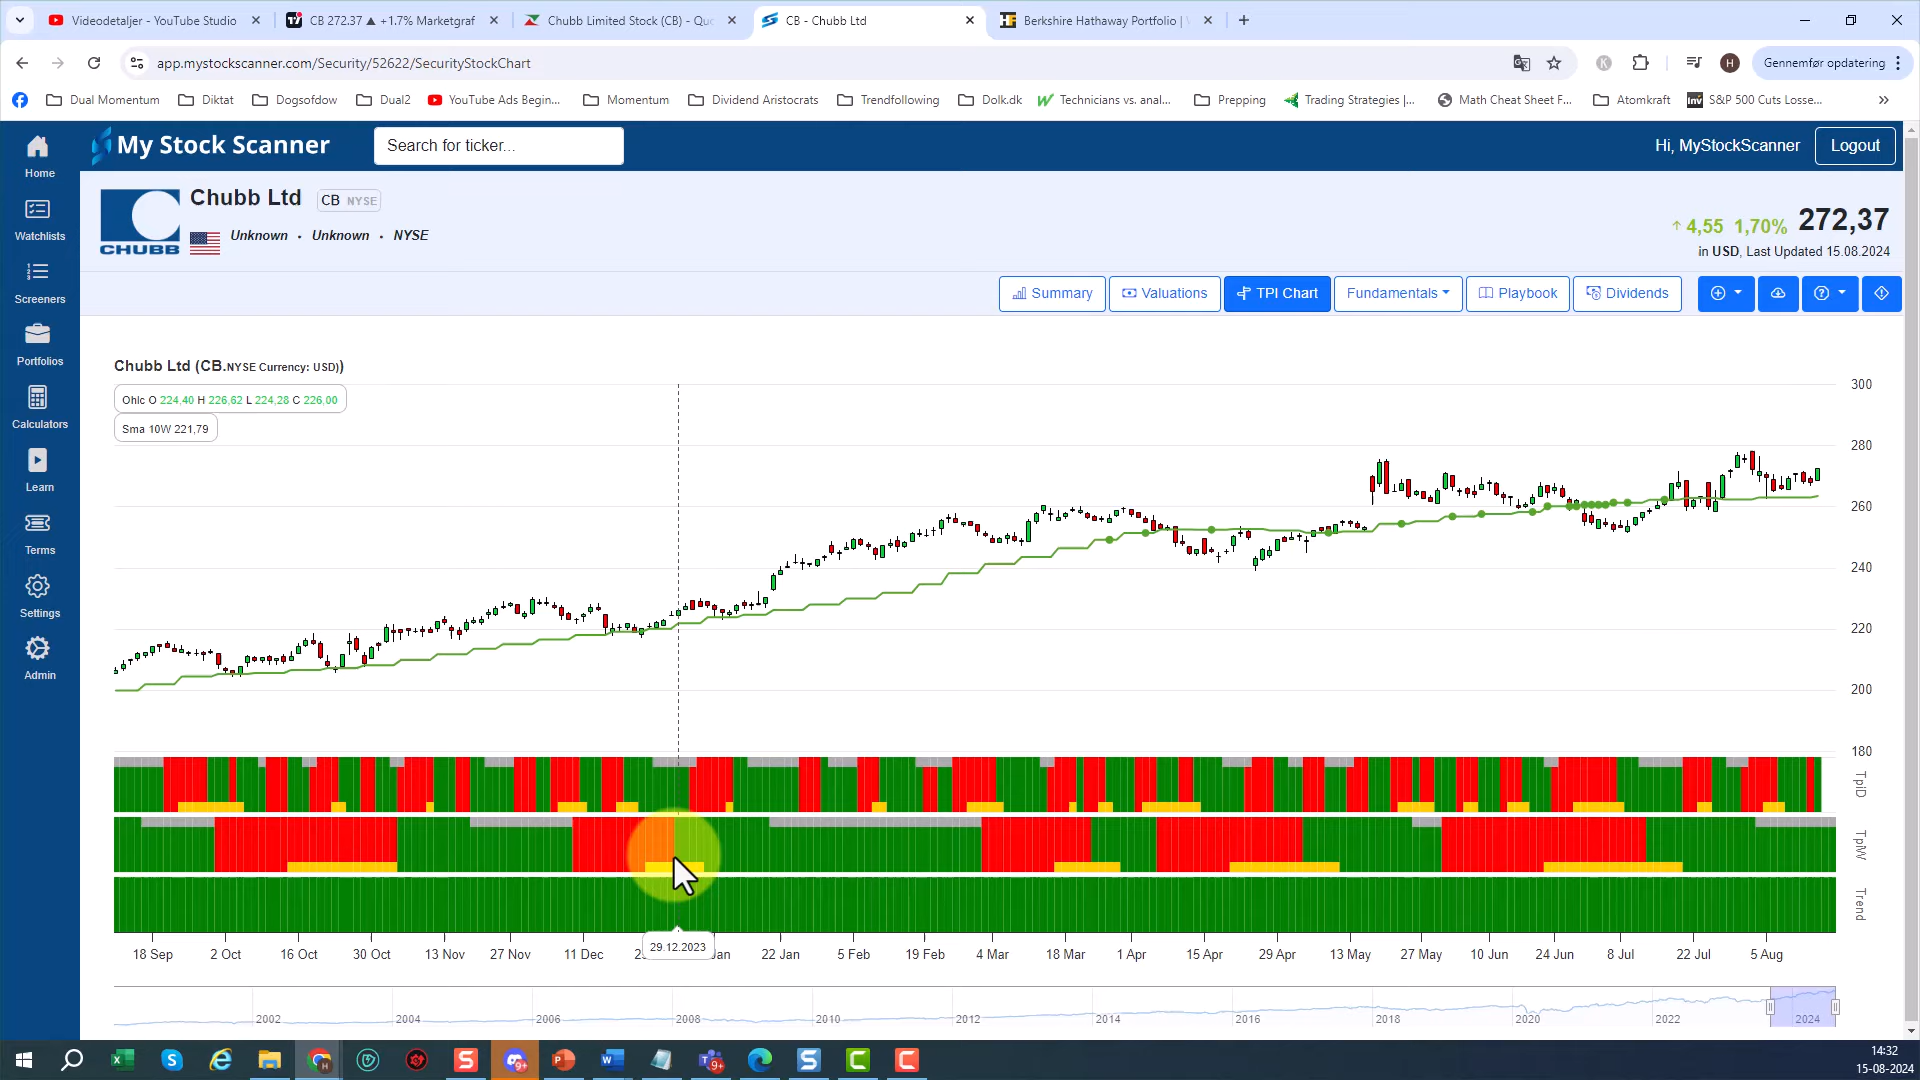 Videodetaljer - YouTube Studio
CB 272.37 ▲ +1.7% Marketgraf
Chubb Limited Stock (CB) - Quo
CB - Chubb Ltd
Berkshire Hathaway Portfolio |
app.mystockscanner.com/Security/52622/SecurityStockChart
K
H
Gennemfør opdatering
Dual Momentum
Diktat
Dogsofdow
Dual2
YouTube Ads Begin...
Momentum
Dividend Aristocrats
Trendfollowing
Dolk.dk
Technicians vs. anal...
Prepping
Trading Strategies |...
Math Cheat Sheet F...
Atomkraft
Inv
S&P 500 Cuts Losse...
»
My Stock Scanner
Search for ticker...
Hi, MyStockScanner
Logout
Home
Watchlists
Screeners
Portfolios
Calculators
Learn
Terms
Settings
Admin
CHUBB
Chubb Ltd
CB NYSE
Unknown • Unknown • NYSE
↑ 4,55 1,70% 272,37
in USD, Last Updated 15.08.2024
Summary
Valuations
TPI Chart
Fundamentals
Playbook
Dividends
Chubb Ltd (CB.NYSE Currency: USD))
Ohlc O 224,40 H 226,62 L 224,28 C 226,00
Sma 10W 221,79
300
280
260
240
220
200
180
TpiD
TpiW
Trend
18 Sep
2 Oct
16 Oct
30 Oct
13 Nov
27 Nov
11 Dec
29.12.2023
22 Jan
5 Feb
19 Feb
4 Mar
18 Mar
1 Apr
15 Apr
29 Apr
13 May
27 May
10 Jun
24 Jun
8 Jul
22 Jul
5 Aug
2002
2004
2006
2008
2010
2012
2014
2016
2018
2020
2022
2024
9+
9+
14:32
15-08-2024